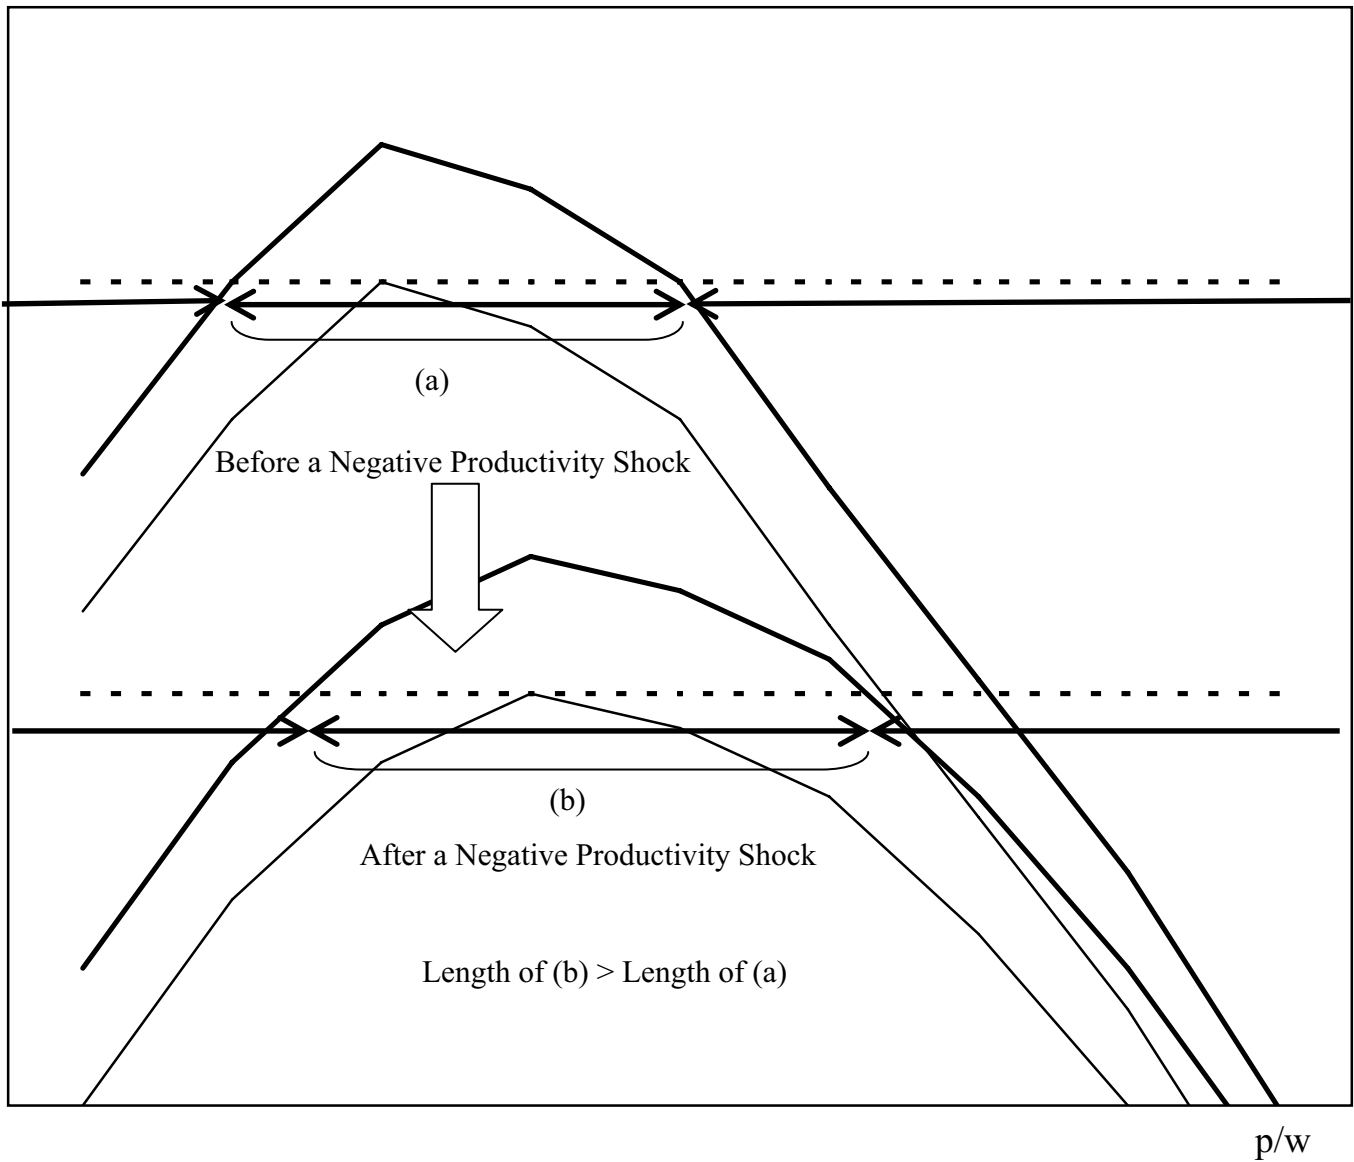 (a)
Before a Negative Productivity Shock
(b)
After a Negative Productivity Shock
Length of (b) > Length of (a)
p/w